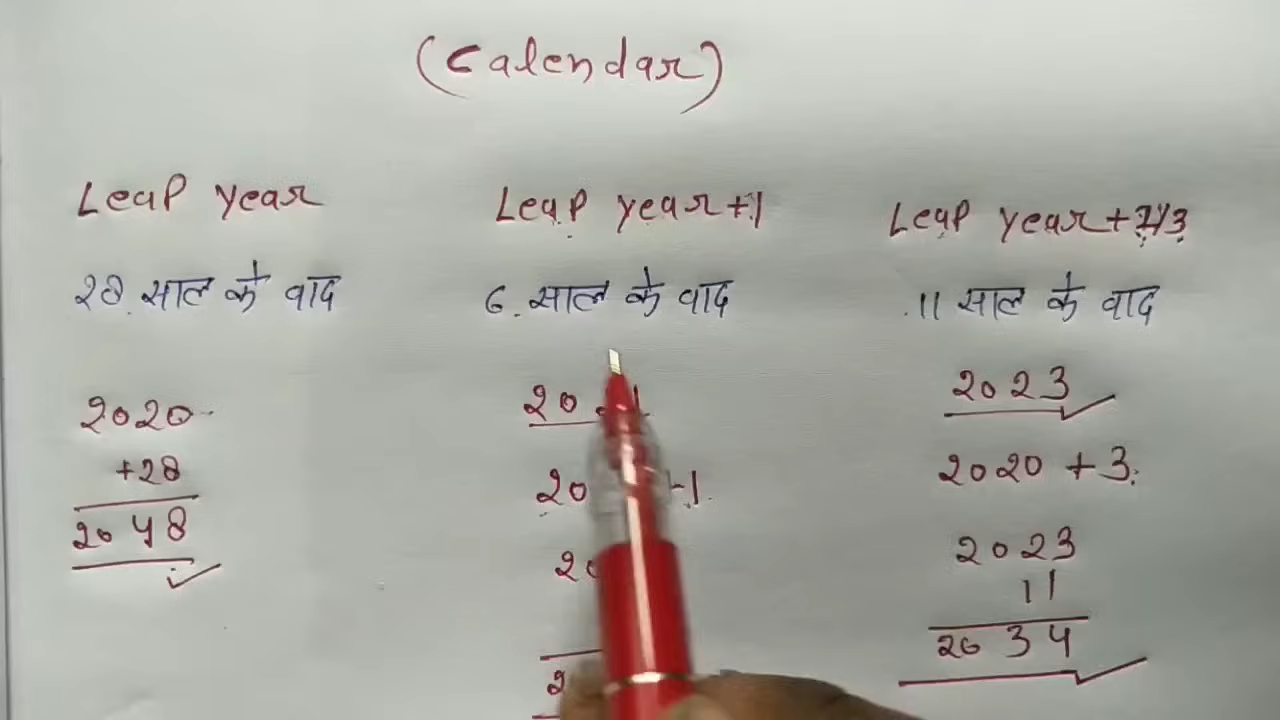 (Calendar)
Leap year
28. साल के बाद
2020
+28
2048
Leap year+1
6. साल के बाद
Leap year+2/3
11 साल के बाद
2023
2020 + 3
2023
11
2034